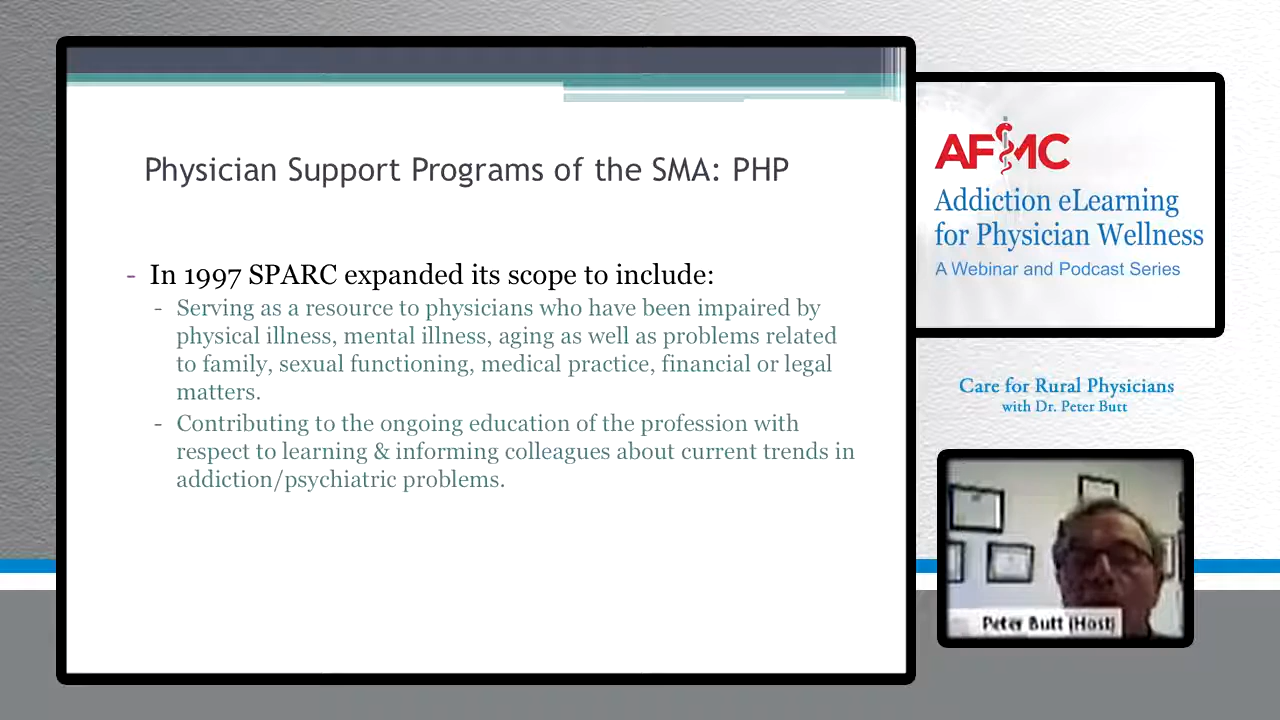 Physician Support Programs of the SMA: PHP
- In 1997 SPARC expanded its scope to include:
- Serving as a resource to physicians who have been impaired by
physical illness, mental illness, aging as well as problems related
to family, sexual functioning, medical practice, financial or legal
matters.
- Contributing to the ongoing education of the profession with
respect to learning & informing colleagues about current trends in
addiction/psychiatric problems.
AFMC
Addiction eLearning
for Physician Wellness
A Webinar and Podcast Series
Care for Rural Physicians
with Dr. Peter Butt
Peter Butt (Host)